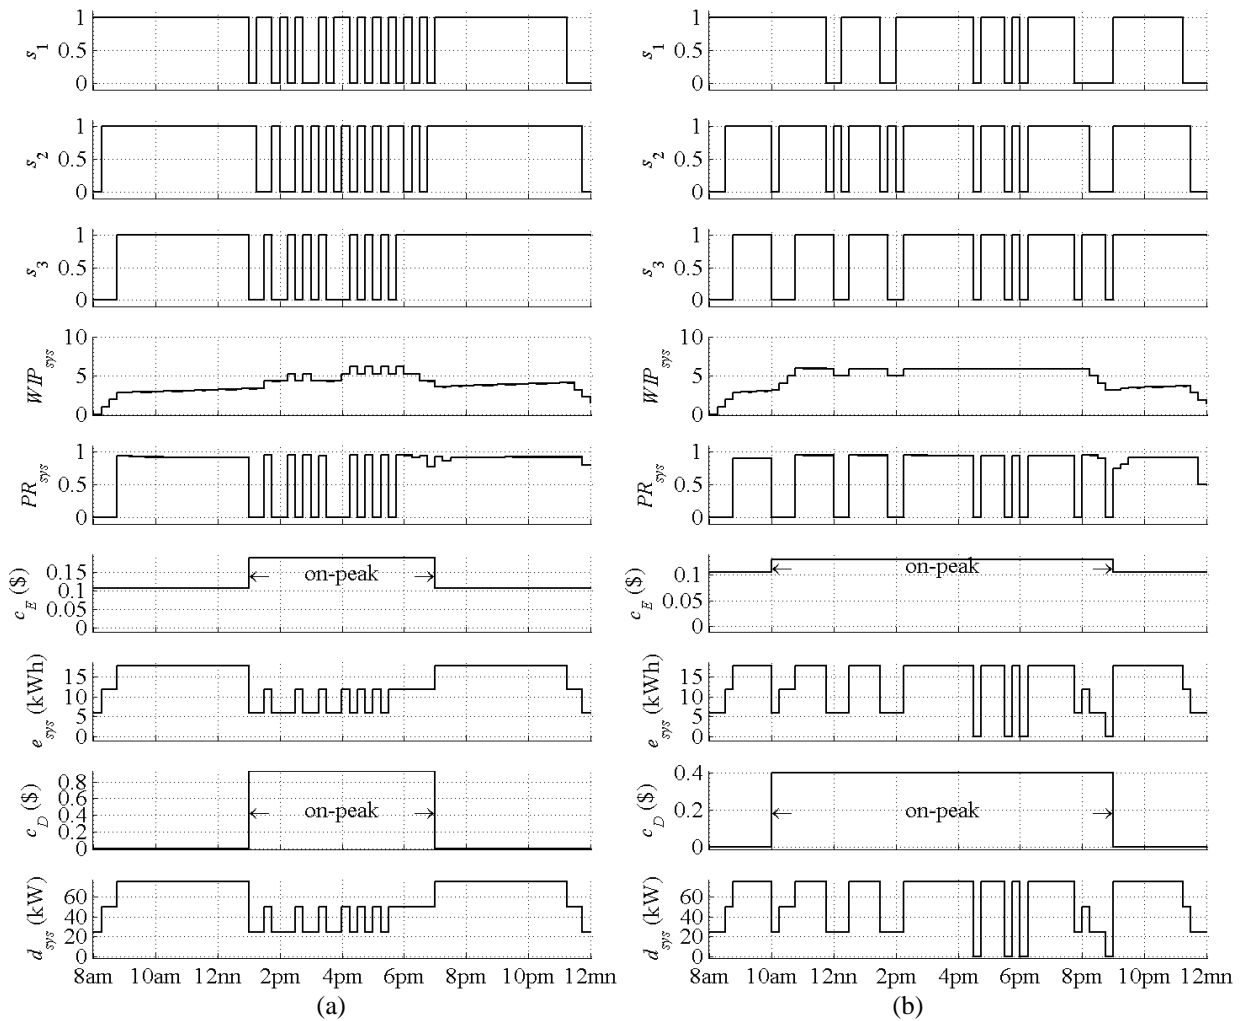 1
0.5
0
s1
1
0.5
0
s2
1
0.5
0
s3
10
5
0
WIPsys
1
0.5
0
PRsys
0.15
0.1
0.05
0
cE ($)
on-peak
15
10
5
0
esys (kWh)
0.8
0.6
0.4
0.2
0
cD ($)
on-peak
60
40
20
0
dsys (kW)
8am 10am 12nn 2pm 4pm 6pm 8pm 10pm 12mn
(a)
1
0.5
0
s1
1
0.5
0
s2
1
0.5
0
s3
10
5
0
WIPsys
1
0.5
0
PRsys
0.1
0.05
0
cE ($)
on-peak
15
10
5
0
esys (kWh)
0.4
0.2
0
cD ($)
on-peak
60
40
20
0
dsys (kW)
8am 10am 12nn 2pm 4pm 6pm 8pm 10pm 12mn
(b)